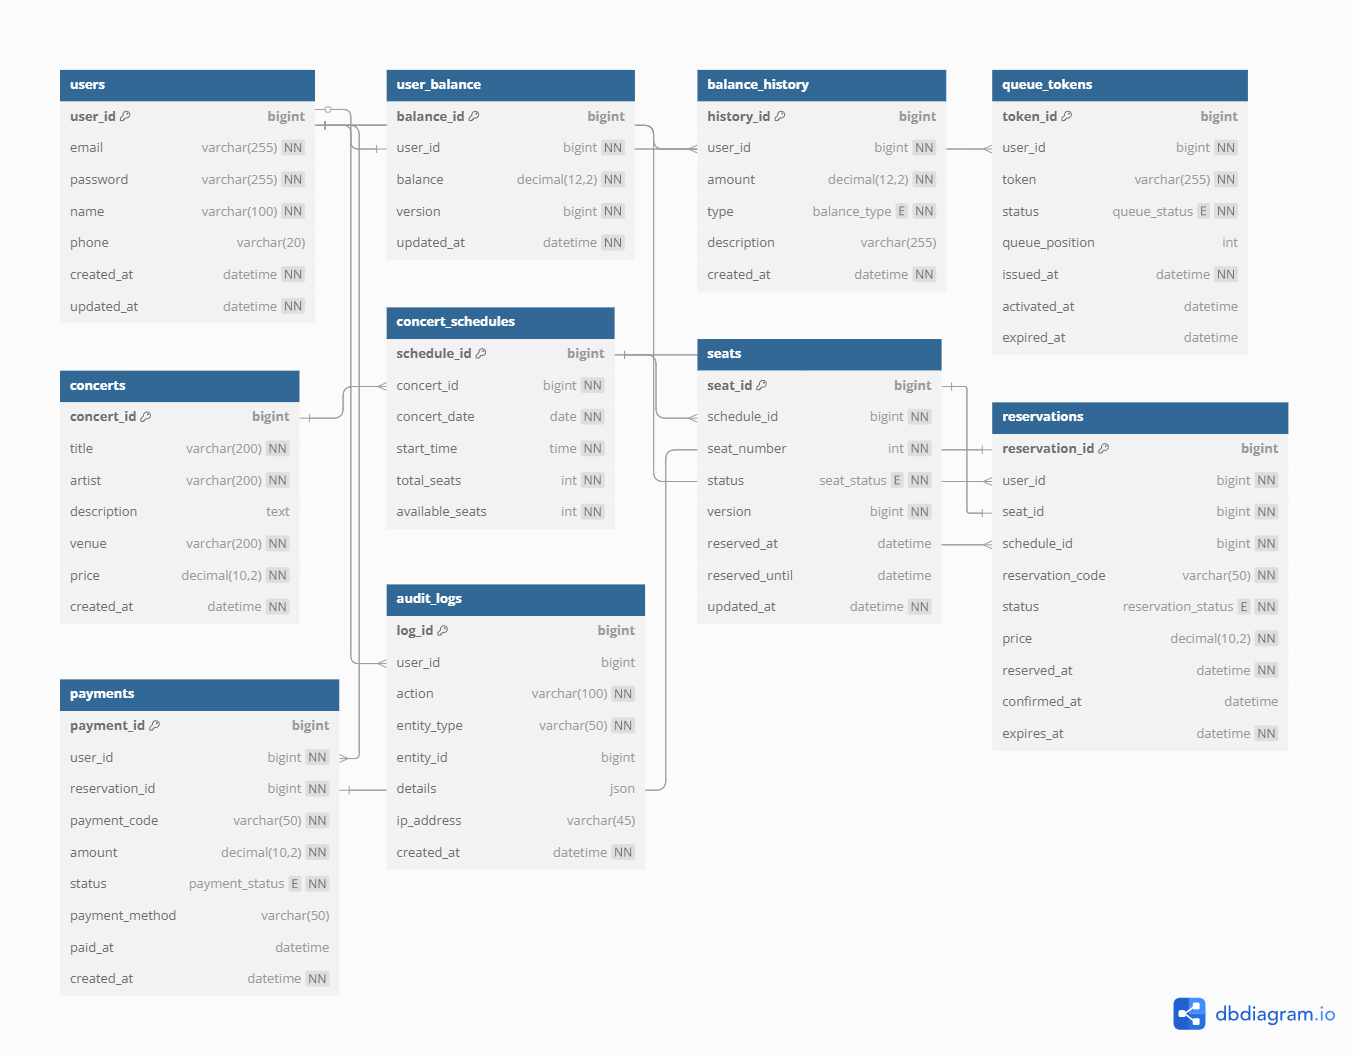 users
user_id bigint
email varchar(255) NN
password varchar(255) NN
name varchar(100) NN
phone varchar(20)
created_at datetime NN
updated_at datetime NN
user_balance
balance_id bigint
user_id bigint NN
balance decimal(12,2) NN
version bigint NN
updated_at datetime NN
balance_history
history_id bigint
user_id bigint NN
amount decimal(12,2) NN
type balance_type E NN
description varchar(255)
created_at datetime NN
queue_tokens
token_id bigint
user_id bigint NN
token varchar(255) NN
status queue_status E NN
queue_position int
issued_at datetime NN
activated_at datetime
expired_at datetime
concerts
concert_id bigint
title varchar(200) NN
artist varchar(200) NN
description text
venue varchar(200) NN
price decimal(10,2) NN
created_at datetime NN
concert_schedules
schedule_id bigint
concert_id bigint NN
concert_date date NN
start_time time NN
total_seats int NN
available_seats int NN
seats
seat_id bigint
schedule_id bigint NN
seat_number int NN
status seat_status E NN
version bigint NN
reserved_at datetime
reserved_until datetime
updated_at datetime NN
reservations
reservation_id bigint
user_id bigint NN
seat_id bigint NN
schedule_id bigint NN
reservation_code varchar(50) NN
status reservation_status E NN
price decimal(10,2) NN
reserved_at datetime NN
confirmed_at datetime
expires_at datetime NN
payments
payment_id bigint
user_id bigint NN
reservation_id bigint NN
payment_code varchar(50) NN
amount decimal(10,2) NN
status payment_status E NN
payment_method varchar(50)
paid_at datetime
created_at datetime NN
audit_logs
log_id bigint
user_id bigint
action varchar(100) NN
entity_type varchar(50) NN
entity_id bigint
details json
ip_address varchar(45)
created_at datetime NN
dbdiagram.io